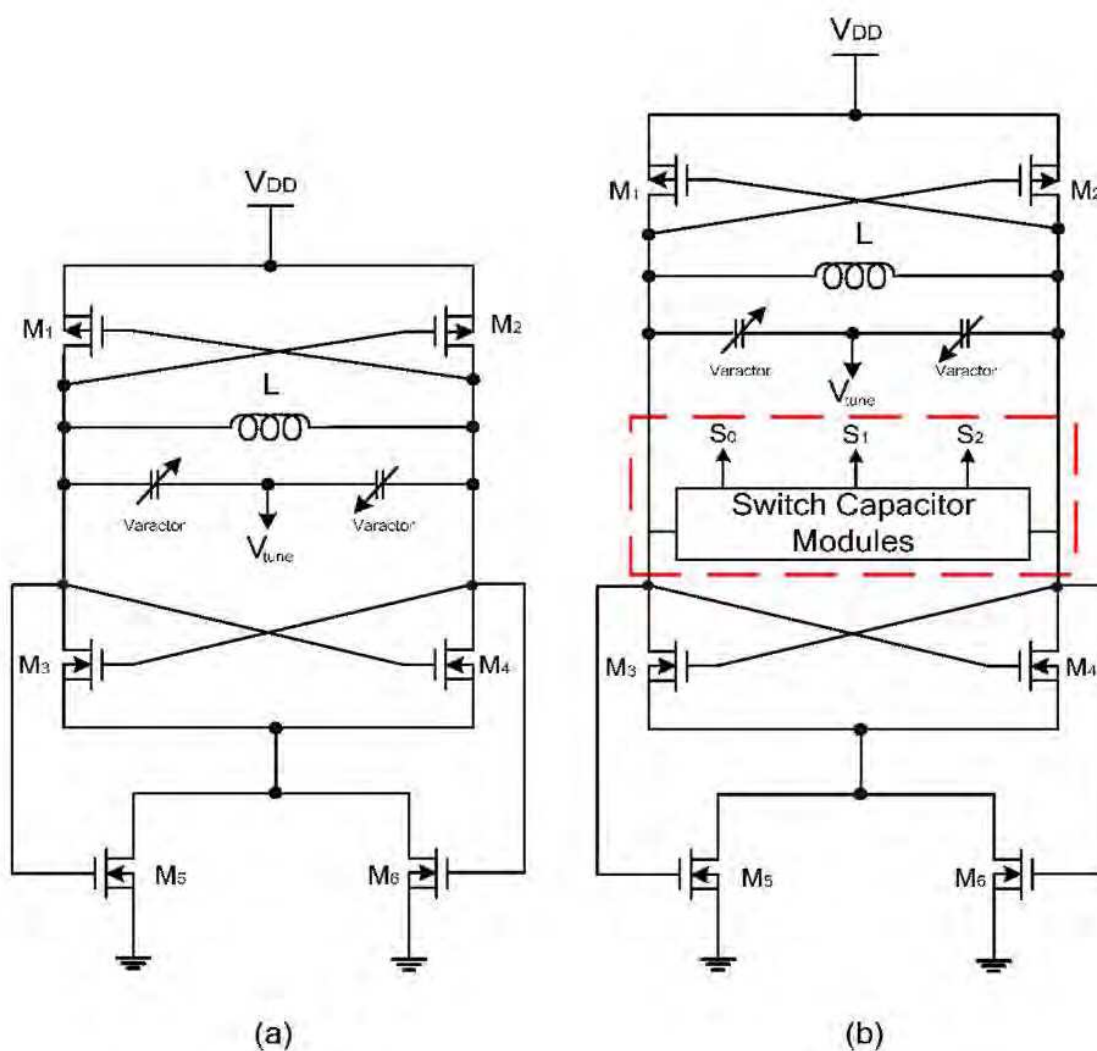 VDD
M1
M2
L
Varactor
Varactor
Vtune
M3
M4
M5
M6
(a)
VDD
M1
M2
L
Varactor
Varactor
Vtune
S0
S1
S2
Switch Capacitor
Modules
M3
M4
M5
M6
(b)